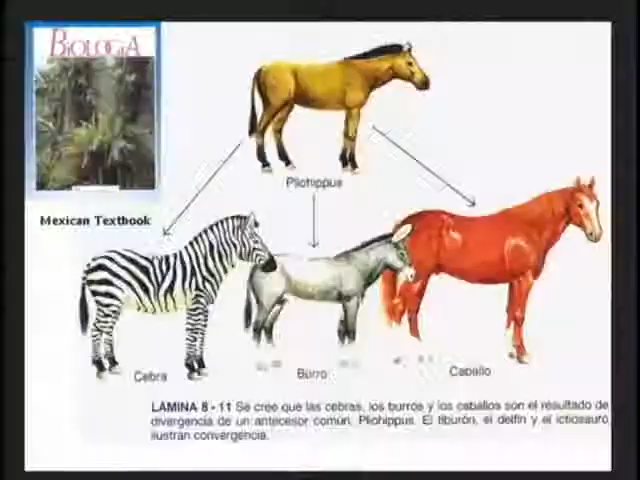 BIOLOGIA
Pliohippus
Mexican Textbook
Cebra
Burro
Caballo
LAMINA 8 - 11 Se cree que las cebras, los burros y los caballos son el resultado de
divergencia de un antecesor común, Pliohippus. El tiburón, el delfín y el ictiosauro
ilustran convergencia.